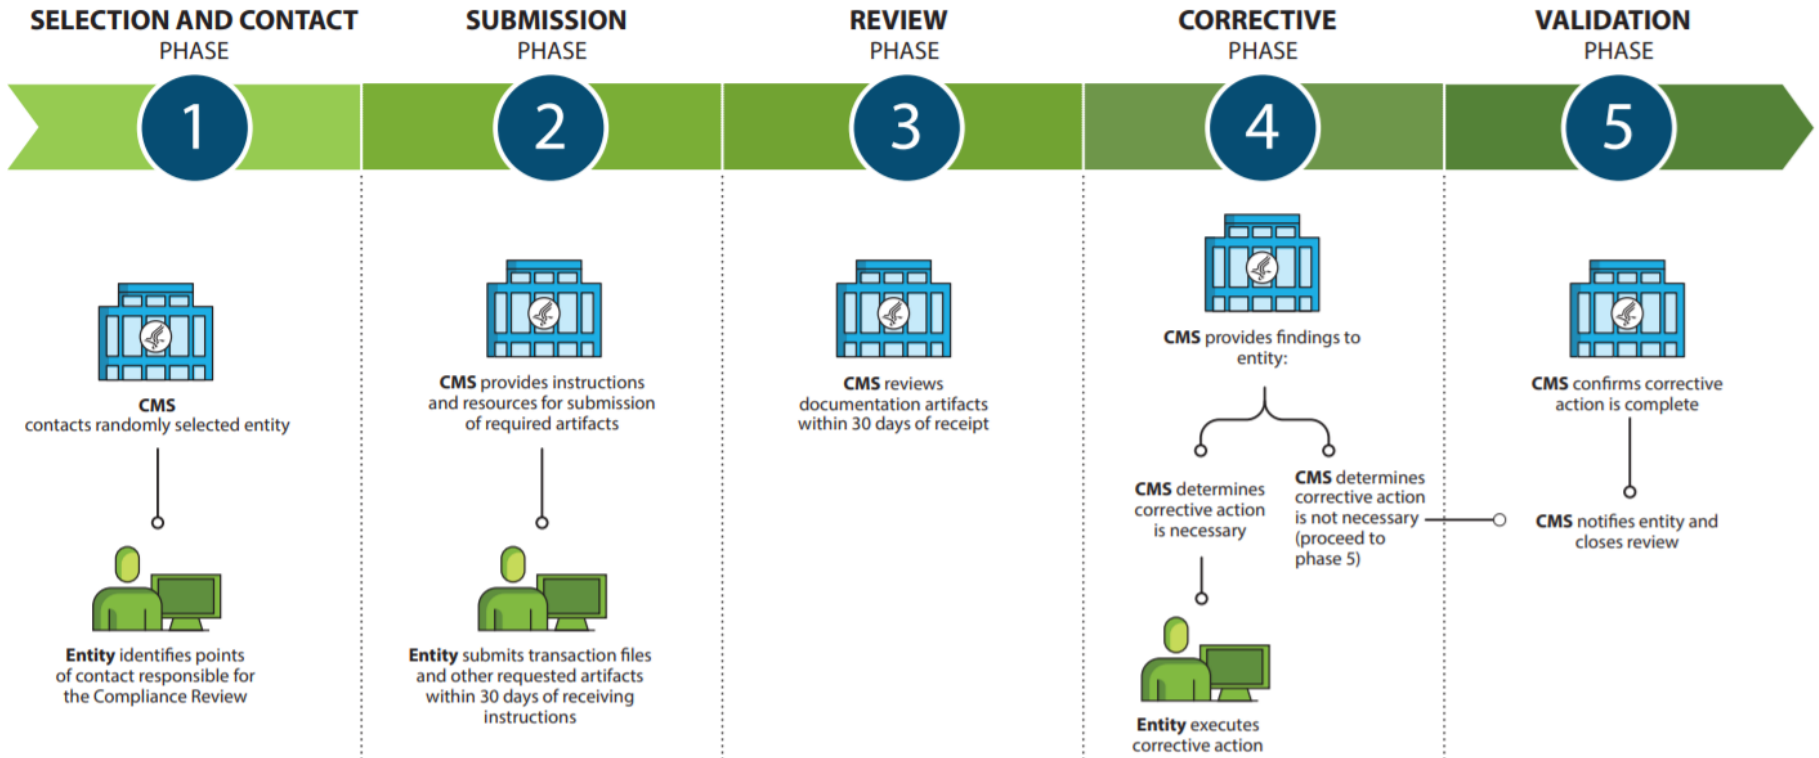 SELECTION AND CONTACT
PHASE
1
CMS
contacts randomly selected entity
Entity identifies points
of contact responsible for
the Compliance Review
SUBMISSION
PHASE
2
CMS provides instructions
and resources for submission
of required artifacts
Entity submits transaction files
and other requested artifacts
within 30 days of receiving
instructions
REVIEW
PHASE
3
CMS reviews
documentation artifacts
within 30 days of receipt
CORRECTIVE
PHASE
4
CMS provides findings to
entity:
CMS determines
corrective action
is necessary
Entity executes
corrective action
CMS determines
corrective action
is not necessary
(proceed to
phase 5)
VALIDATION
PHASE
5
CMS confirms corrective
action is complete
CMS notifies entity and
closes review